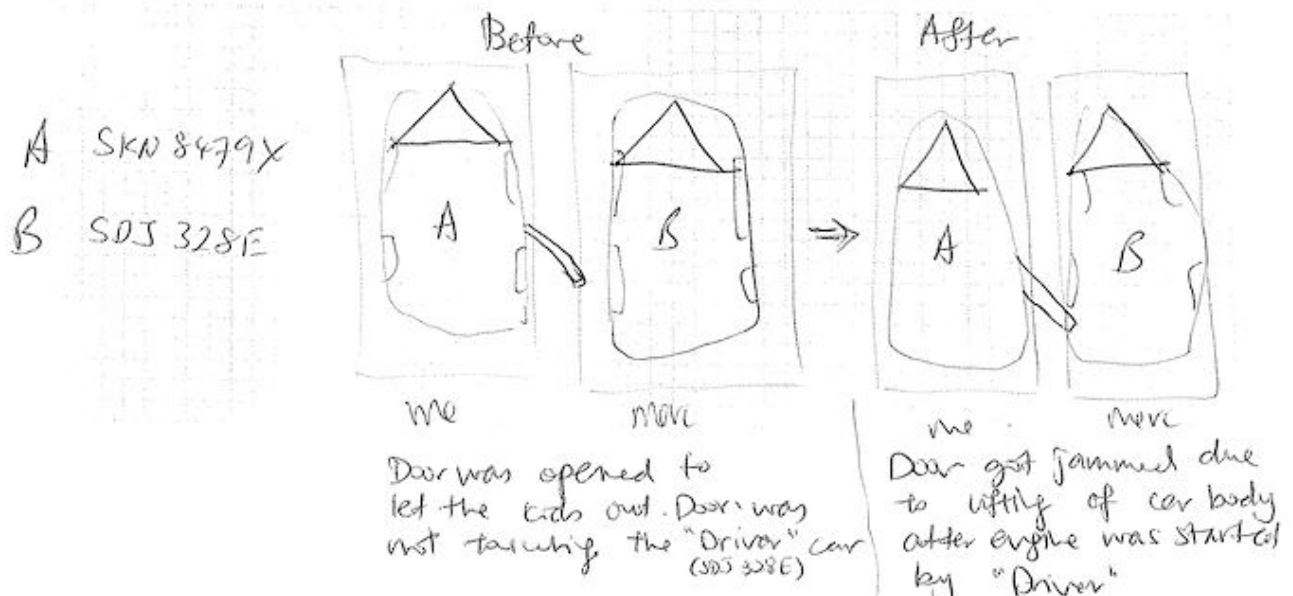 Before
After
A SKN 8479X
B SDJ 328E
A
B
A
B
me
merc
me
merc
Door was opened to
let the kids out. Door was
not touching the "Driver" car
(SDJ 328E)
Door got jammed due
to lifting of car body
after engine was started
by "Driver"